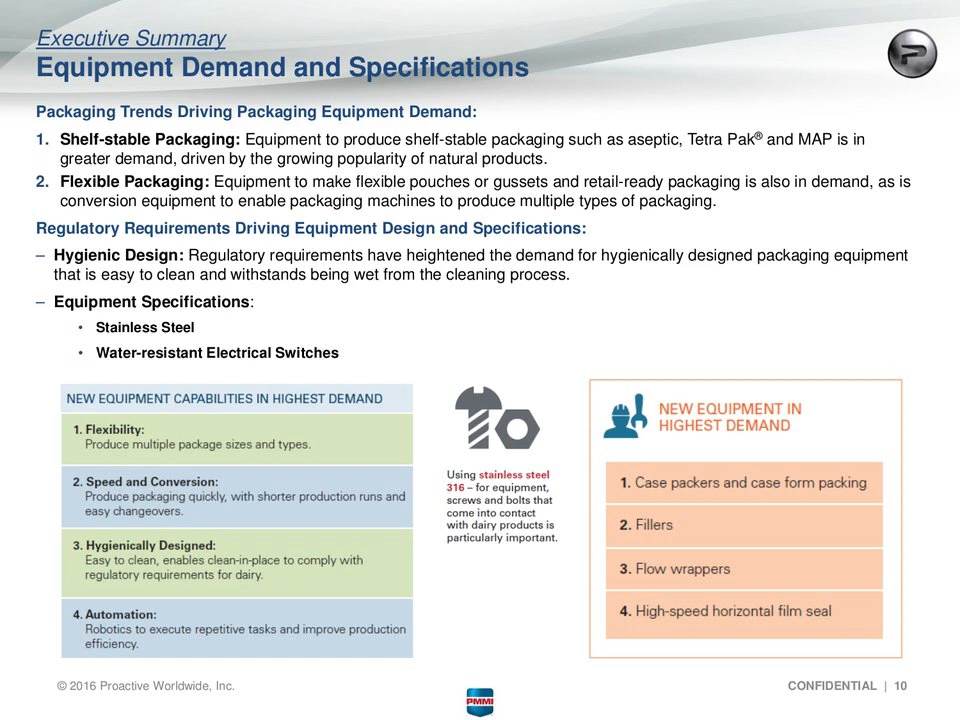 Executive Summary
Equipment Demand and Specifications
Packaging Trends Driving Packaging Equipment Demand:
1. Shelf-stable Packaging: Equipment to produce shelf-stable packaging such as aseptic, Tetra Pak® and MAP is in
greater demand, driven by the growing popularity of natural products.
2. Flexible Packaging: Equipment to make flexible pouches or gussets and retail-ready packaging is also in demand, as is
conversion equipment to enable packaging machines to produce multiple types of packaging.
Regulatory Requirements Driving Equipment Design and Specifications:
– Hygienic Design: Regulatory requirements have heightened the demand for hygienically designed packaging equipment
that is easy to clean and withstands being wet from the cleaning process.
– Equipment Specifications:
• Stainless Steel
• Water-resistant Electrical Switches
NEW EQUIPMENT CAPABILITIES IN HIGHEST DEMAND
1. Flexibility:
Produce multiple package sizes and types.
2. Speed and Conversion:
Produce packaging quickly, with shorter production runs and
easy changeovers.
3. Hygienically Designed:
Easy to clean, enables clean-in-place to comply with
regulatory requirements for dairy.
4. Automation:
Robotics to execute repetitive tasks and improve production
efficiency.
Using stainless steel
316 – for equipment,
screws and bolts that
come into contact
with dairy products is
particularly important.
NEW EQUIPMENT IN
HIGHEST DEMAND
1. Case packers and case form packing
2. Fillers
3. Flow wrappers
4. High-speed horizontal film seal
© 2016 Proactive Worldwide, Inc.
PMMI
CONFIDENTIAL | 10